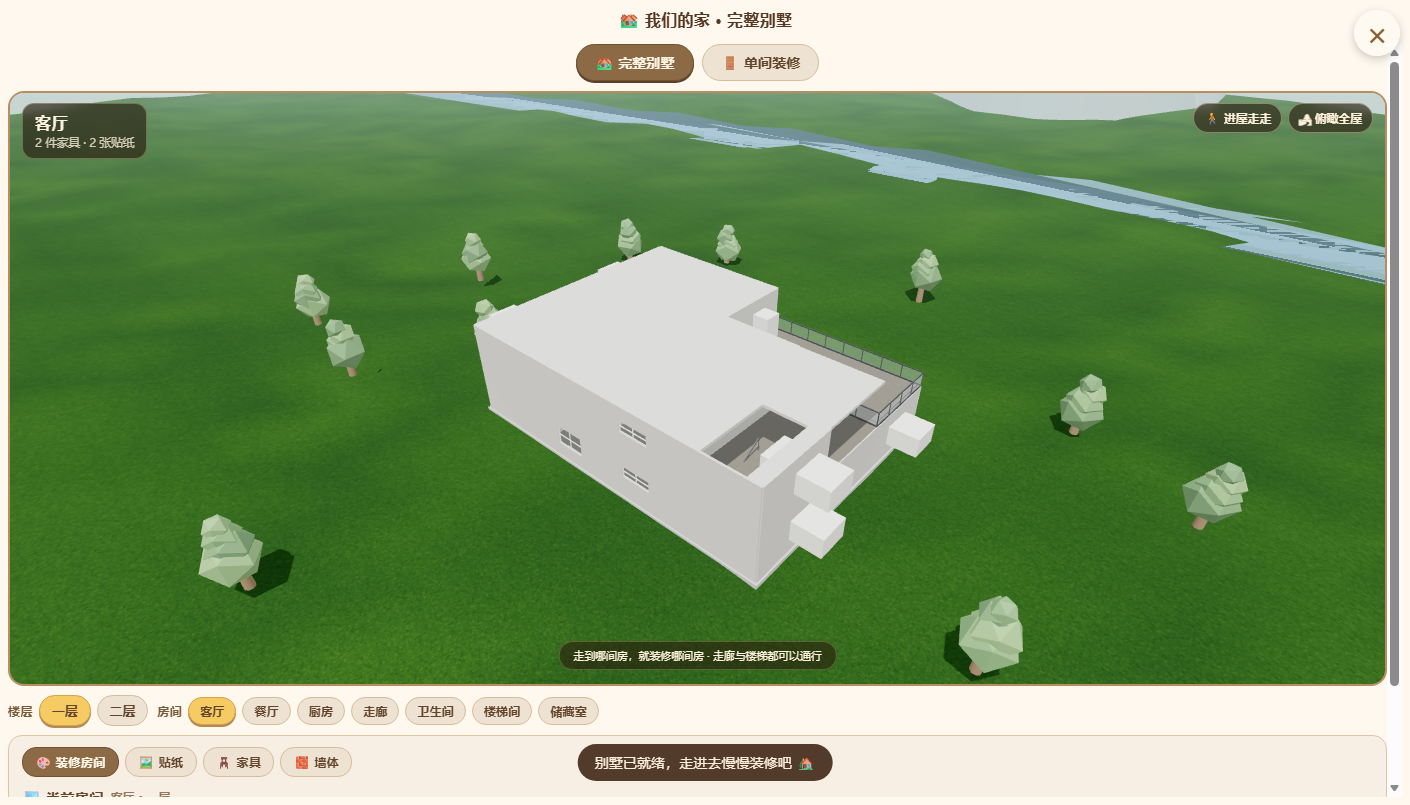 我们的家 • 完整别墅
完整别墅
单间装修
客厅
2 件家具 · 2 张贴纸
进屋走走
俯瞰全屋
走到哪间房，就装修哪间房 · 走廊与楼梯都可以通行
楼层 一层 二层 房间 客厅 餐厅 厨房 走廊 卫生间 楼梯间 储藏室
装修房间 贴纸 家具 墙体
别墅已就绪，走进去慢慢装修吧
当前房间